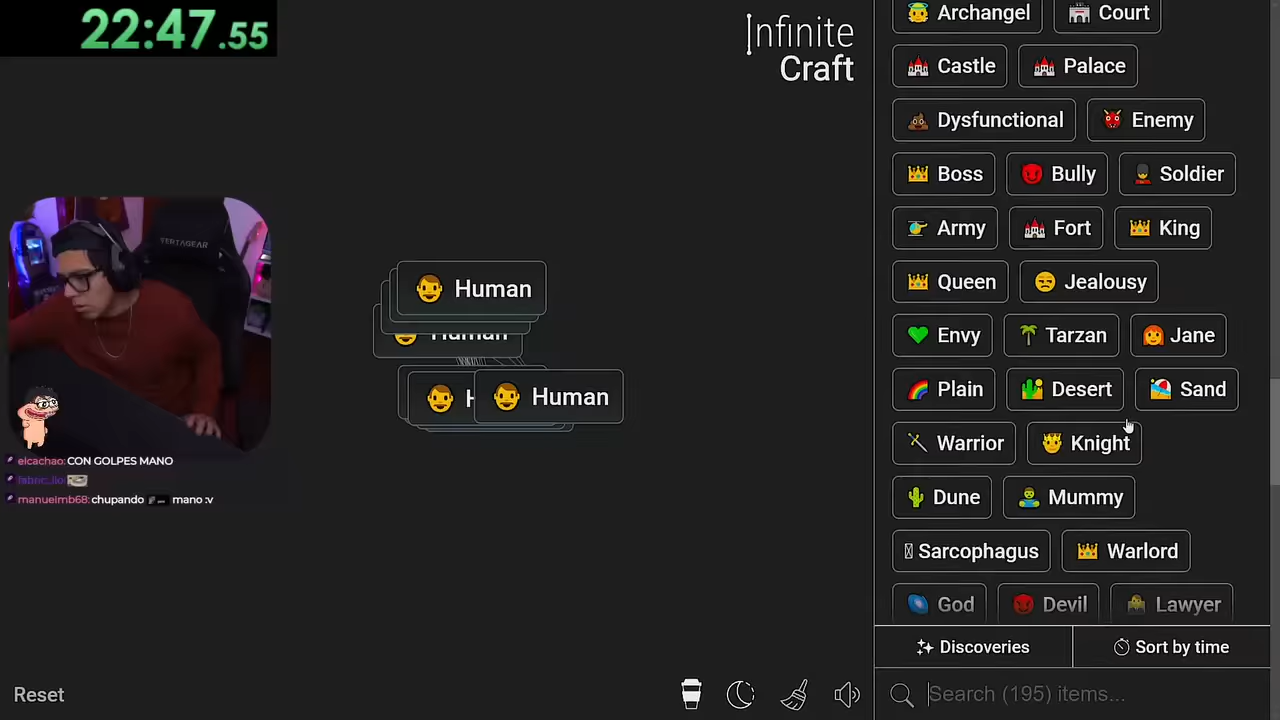 22:47.55
Infinite
Craft
Archangel
Court
Castle
Palace
Dysfunctional
Enemy
Boss
Bully
Soldier
Army
Fort
King
Queen
Jealousy
Envy
Tarzan
Jane
Plain
Desert
Sand
Warrior
Knight
Dune
Mummy
Sarcophagus
Warlord
God
Devil
Lawyer
Discoveries
Sort by time
Search (195) items...
Human
Human
H
Human
TERTAGEAR
elcachao: CON GOLPES MANO
manuelmb68: chupando mano :v
Reset